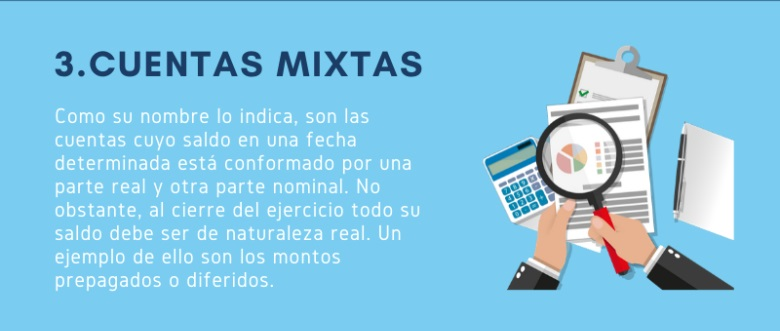 3.CUENTAS MIXTAS
Como su nombre lo indica, son las
cuentas cuyo saldo en una fecha
determinada está conformado por una
parte real y otra parte nominal. No
obstante, al cierre del ejercicio todo su
saldo debe ser de naturaleza real. Un
ejemplo de ello son los montos
prepagados o diferidos.